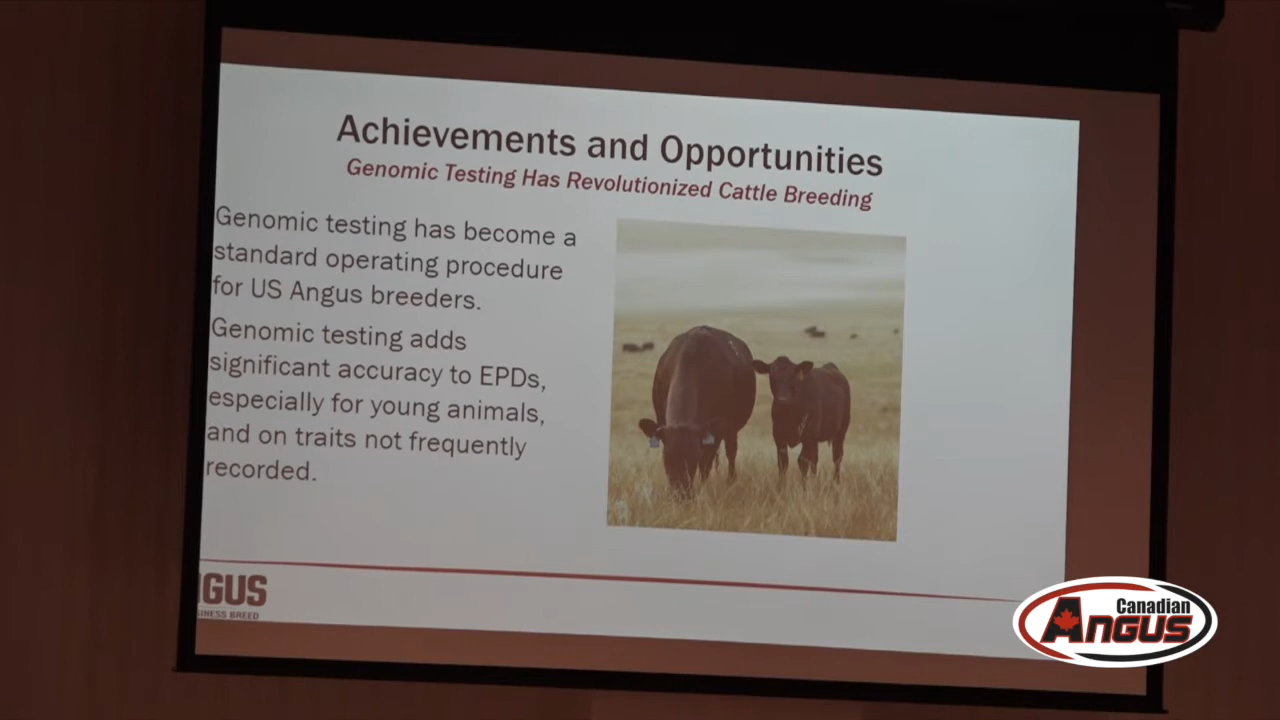 Achievements and Opportunities
Genomic Testing Has Revolutionized Cattle Breeding
Genomic testing has become a
standard operating procedure
for US Angus breeders.
Genomic testing adds
significant accuracy to EPDs,
especially for young animals,
and on traits not frequently
recorded.
GUS
SINESS BREED
Canadian
ANGUS